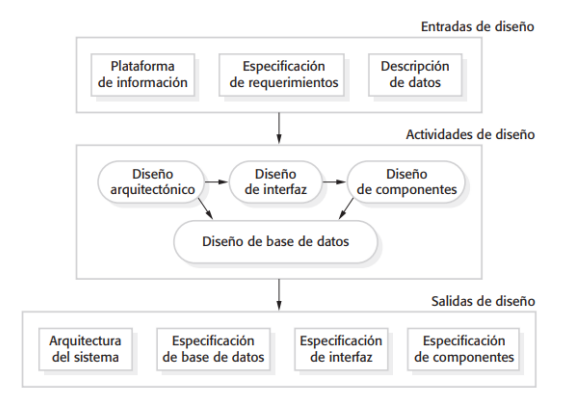 Entradas de diseño
Plataforma
de información
Especificación
de requerimientos
Descripción
de datos
Actividades de diseño
Diseño
arquitectónico
Diseño
de interfaz
Diseño
de componentes
Diseño de base de datos
Salidas de diseño
Arquitectura
del sistema
Especificación
de base de datos
Especificación
de interfaz
Especificación
de componentes